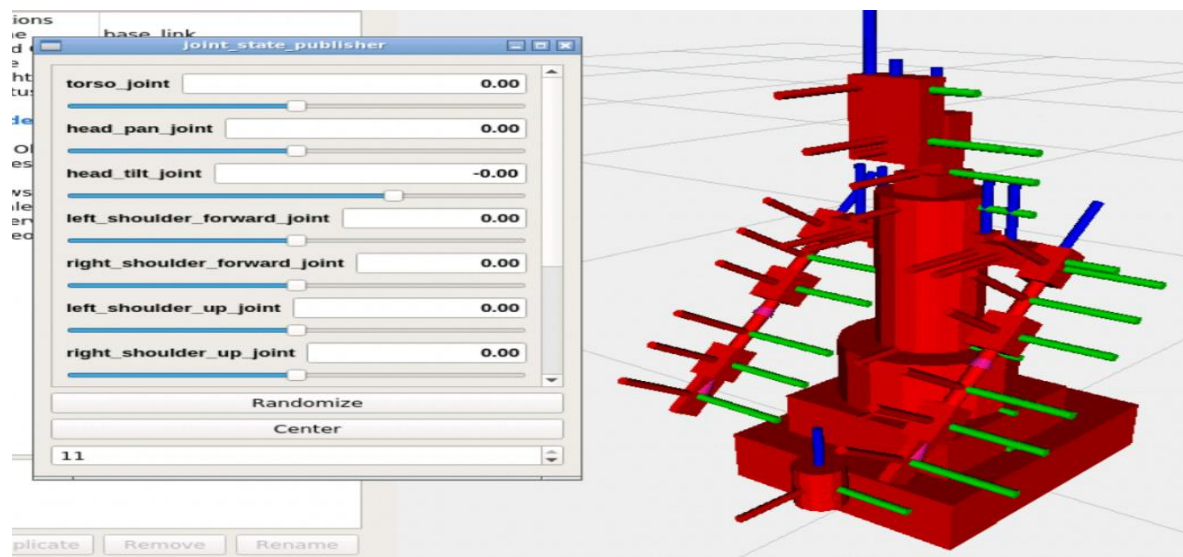 base_link
joint_state_publisher
torso_joint 0.00
head_pan_joint 0.00
head_tilt_joint -0.00
left_shoulder_forward_joint 0.00
right_shoulder_forward_joint 0.00
left_shoulder_up_joint 0.00
right_shoulder_up_joint 0.00
Randomize
Center
11
Remove Rename